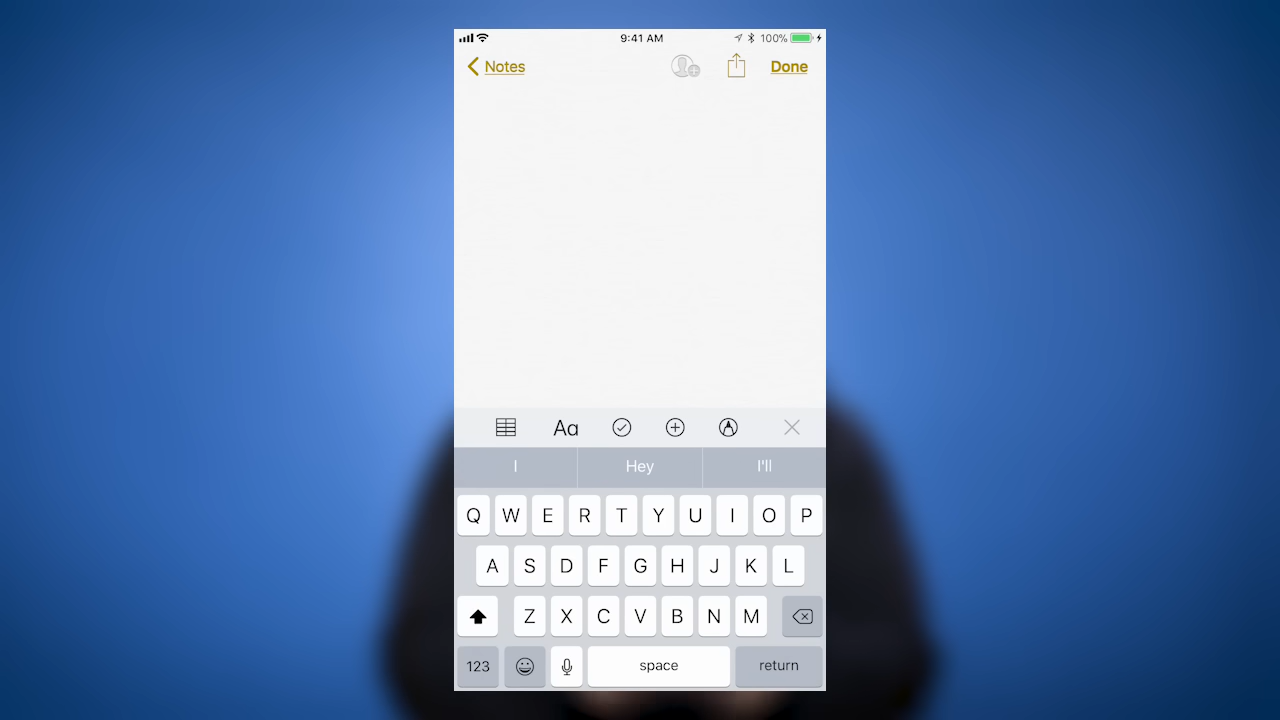 9:41 AM 100%
Notes Done
Aa
I Hey I'll
Q W E R T Y U I O P
A S D F G H J K L
Z X C V B N M
123 space return